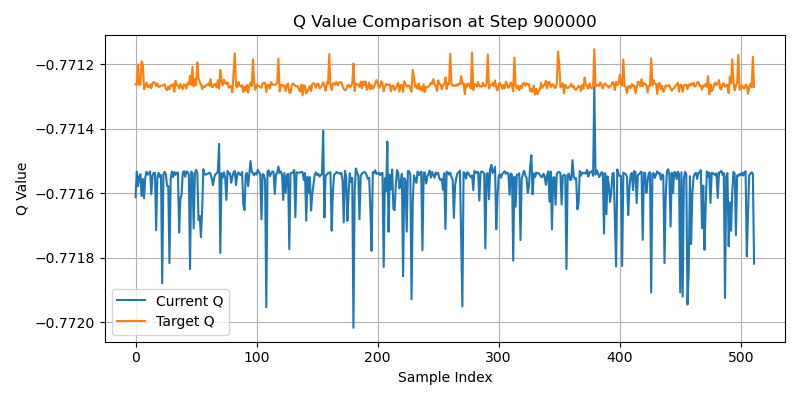 Q Value Comparison at Step 900000
Q Value
−0.7712
−0.7714
−0.7716
−0.7718
−0.7720
Current Q
Target Q
0
100
200
300
400
500
Sample Index